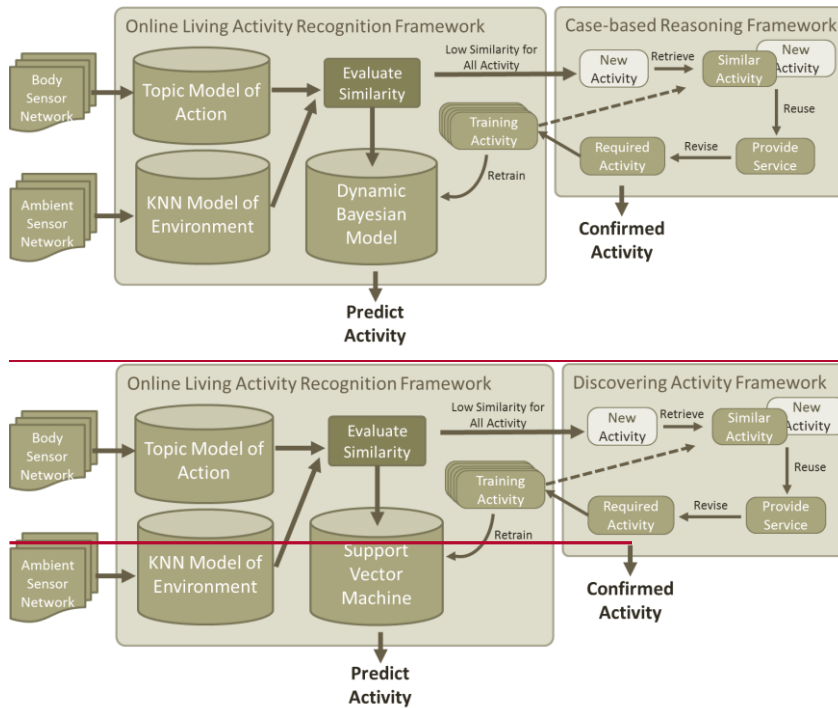 Online Living Activity Recognition Framework
Case-based Reasoning Framework
Body
Sensor
Network
Topic Model of
Action
Evaluate
Similarity
Low Similarity for
All Activity
New
Activity
Retrieve
Similar
Activity
New
Activity
Reuse
Training
Activity
Required
Activity
Revise
Provide
Service
Ambient
Sensor
Network
KNN Model of
Environment
Retrain
Dynamic
Bayesian
Model
Confirmed
Activity
Predict
Activity
Online Living Activity Recognition Framework
Discovering Activity Framework
Body
Sensor
Network
Topic Model of
Action
Evaluate
Similarity
Low Similarity for
All Activity
New
Activity
Retrieve
Similar
Activity
New
Activity
Reuse
Training
Activity
Required
Activity
Revise
Provide
Service
Ambient
Sensor
Network
KNN Model of
Environment
Retrain
Support
Vector
Machine
Confirmed
Activity
Predict
Activity